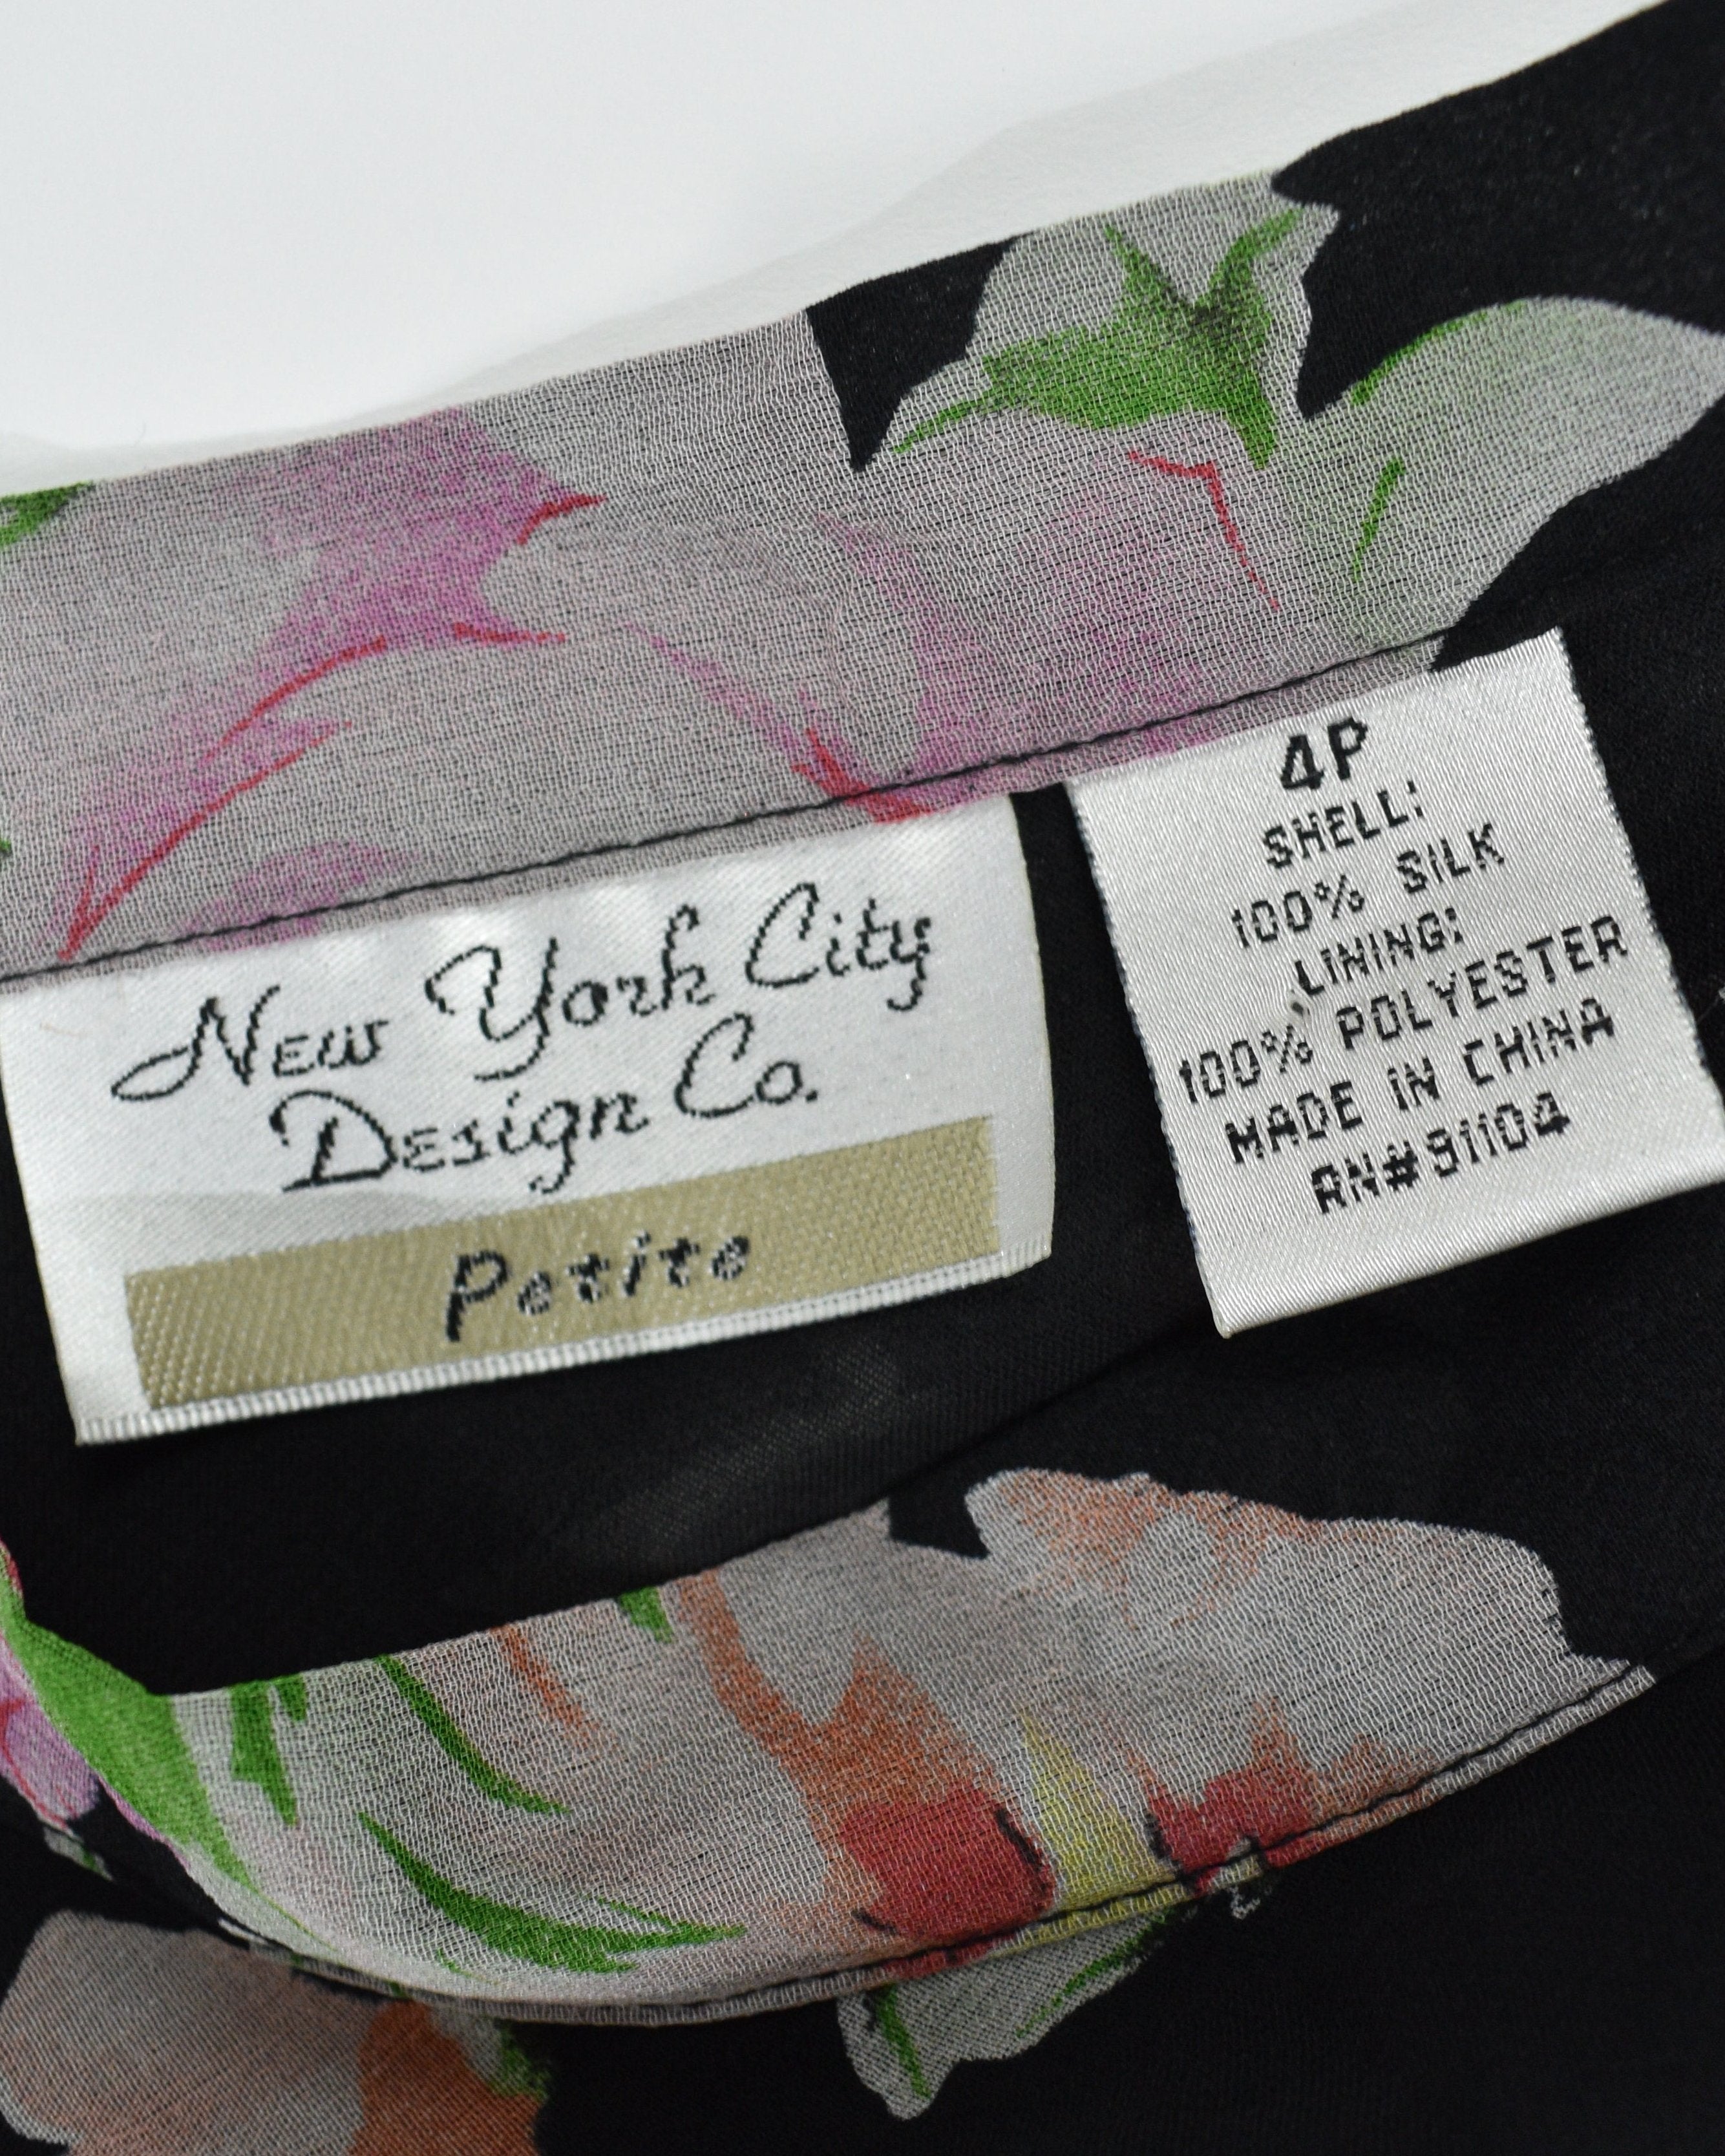 New York City
Design Co.
Petite
4P
SHELL:
100% SILK
LINING:
100% POLYESTER
MADE IN CHINA
RN#91104